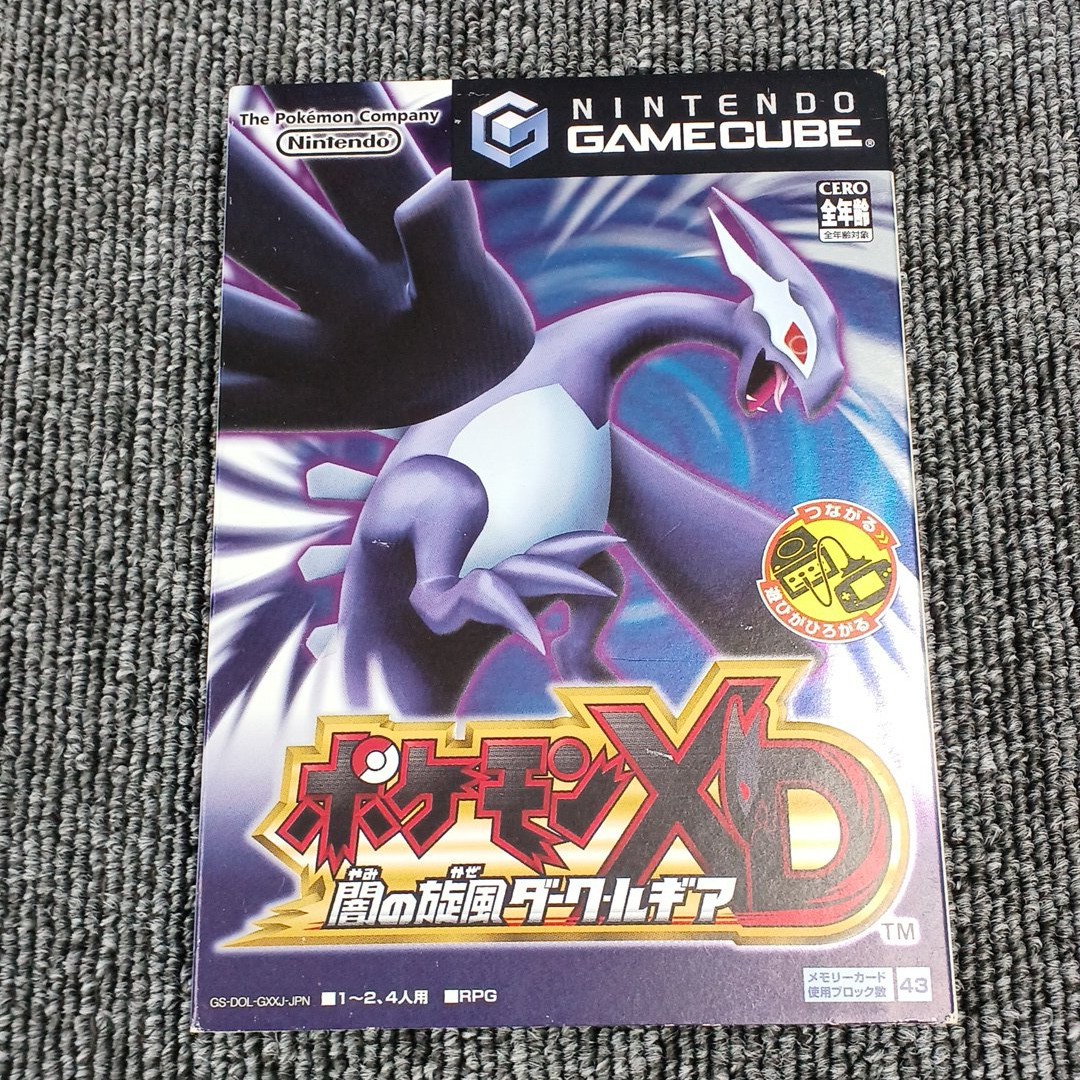 The Pokémon Company
Nintendo®
NINTENDO
GAMECUBE®
CERO
全年齢
全年齢対象
つながる
遊びがひろがる
ポケモンXD
やみ かぜ
闇の旋風ダーク・ルギア
TM
GS-DOL-GXXJ-JPN ■1～2、4人用 ■RPG
メモリーカード
使用ブロック数 43